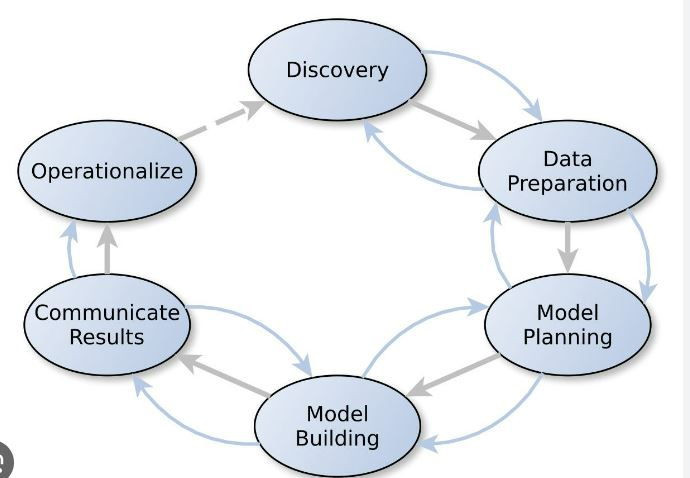 Discovery
Data
Preparation
Model
Planning
Model
Building
Communicate
Results
Operationalize